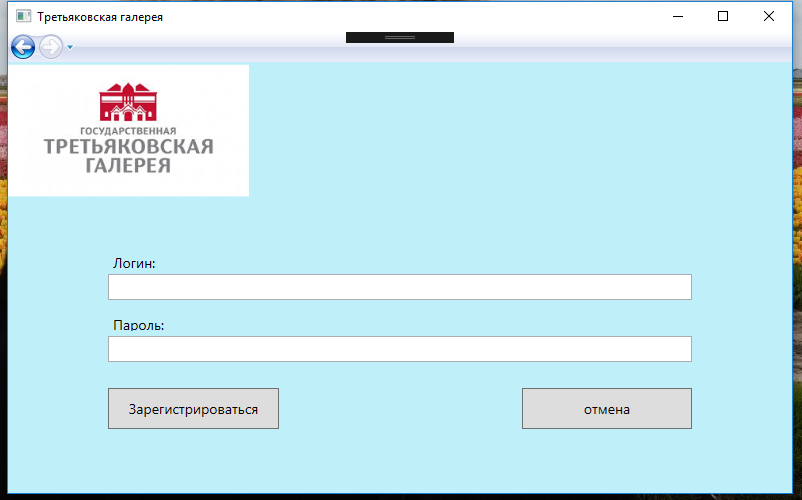 Третьяковская галерея
ГОСУДАРСТВЕННАЯ
ТРЕТЬЯКОВСКАЯ
ГАЛЕРЕЯ
Логин:
Пароль:
Зарегистрироваться
отмена